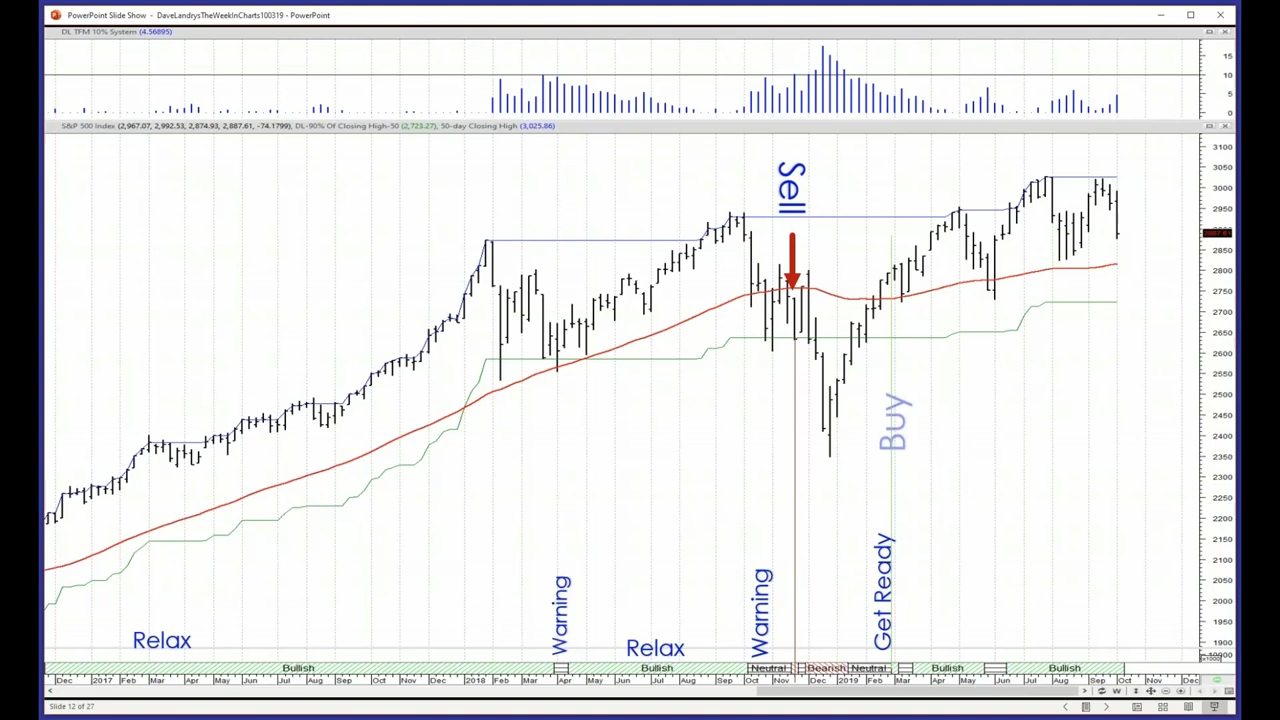 PowerPoint Slide Show - DaveLandrysTheWeekInCharts100319 - PowerPoint
DL TFM 10% System (4.56895)
15
10
5
0
S&P 500 Index (2,967.07, 2,992.53, 2,874.93, 2,887.61, -74.1799), DL-90% Of Closing High-50 (2,723.27), 50-day Closing High (3,025.86)
3100
3050
3000
2950
2887.61
2850
2800
2750
2700
2650
2600
2550
2500
2450
2400
2350
2300
2250
2200
2150
2100
2050
2000
1950
1900
x1000
Sell
Buy
Get Ready
Warning
Warning
Relax
Relax
Bullish
Bullish
Neutral
Bearish
Neutral
Bullish
Bullish
Dec 2017 Feb Mar Apr May Jun Jul Aug Sep Oct Nov Dec 2018 Feb Mar Apr May Jun Jul Aug Sep Oct Nov Dec 2019 Feb Mar Apr May Jun Jul Aug Sep Oct Nov Dec
W
Slide 12 of 27